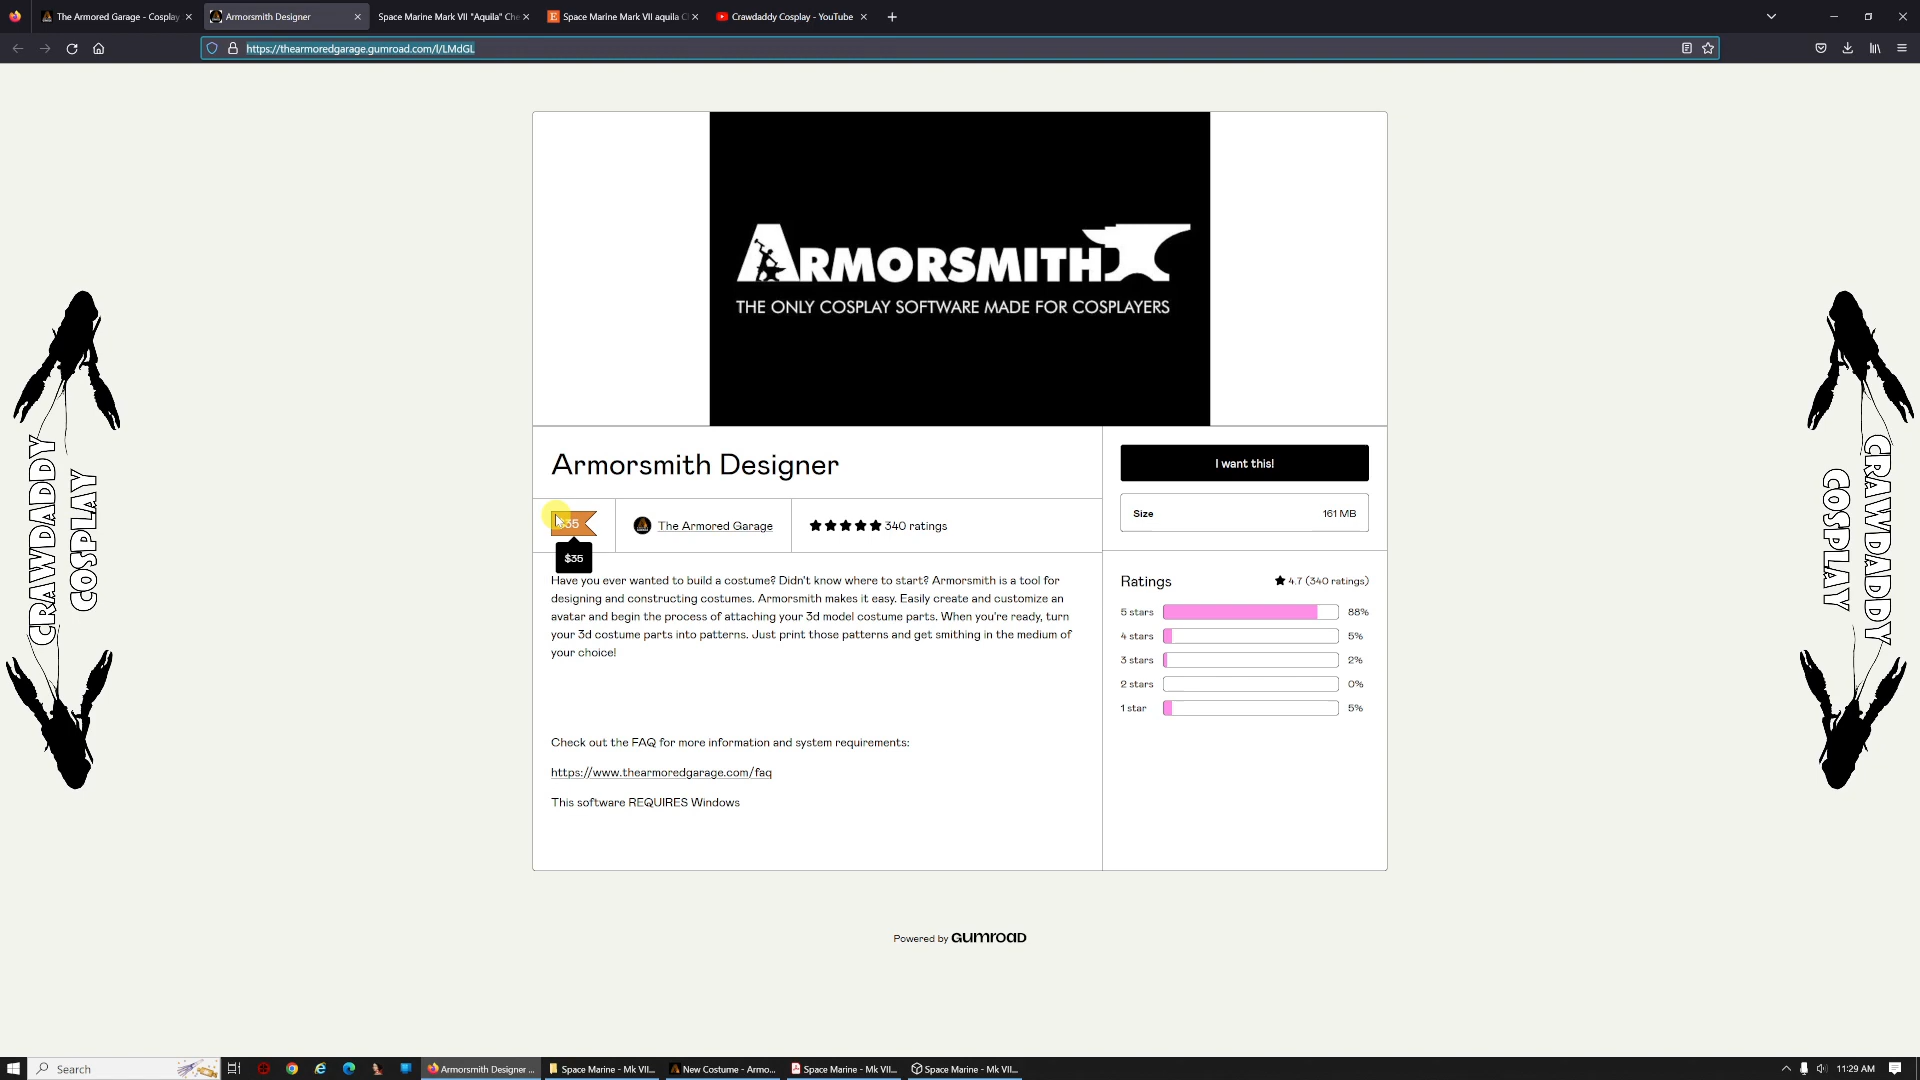 The Armored Garage - Cosplay
Armorsmith Designer
Space Marine Mark VII "Aquila" Che
Space Marine Mark VII aquila C
Crawdaddy Cosplay - YouTube
https://thearmoredgarage.gumroad.com/l/LMdGL
ARMORSMITH
THE ONLY COSPLAY SOFTWARE MADE FOR COSPLAYERS
CRAWDADDY
COSPLAY
CRAWDADDY
COSPLAY
Armorsmith Designer
I want this!
$35
The Armored Garage
340 ratings
Size
161 MB
$35
Have you ever wanted to build a costume? Didn't know where to start? Armorsmith is a tool for
designing and constructing costumes. Armorsmith makes it easy. Easily create and customize an
avatar and begin the process of attaching your 3d model costume parts. When you're ready, turn
your 3d costume parts into patterns. Just print those patterns and get smithing in the medium of
your choice!
Check out the FAQ for more information and system requirements:
https://www.thearmoredgarage.com/faq
This software REQUIRES Windows
Ratings
4.7 (340 ratings)
5 stars 88%
4 stars 5%
3 stars 2%
2 stars 0%
1 star 5%
Powered by GUMROAD
Search
Armorsmith Designer ...
Space Marine - Mk VII...
New Costume - Armo...
Space Marine - Mk VII...
Space Marine - Mk VII...
11:29 AM